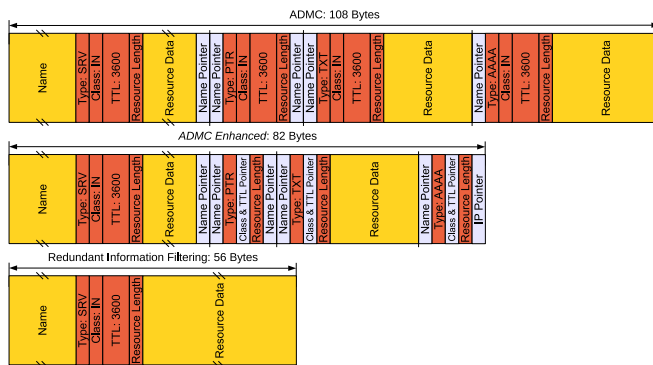 ADMC: 108 Bytes
Name
Type: SRV
Class: IN
TTL: 3600
Resource Length
Resource Data
Name Pointer
Name Pointer
Type: PTR
Class: IN
TTL: 3600
Resource Length
Name Pointer
Name Pointer
Type: TXT
Class: IN
TTL: 3600
Resource Length
Resource Data
Name Pointer
Type: AAAA
Class: IN
TTL: 3600
Resource Length
Resource Data
ADMC Enhanced: 82 Bytes
Name
Type: SRV
Class: IN
TTL: 3600
Resource Length
Resource Data
Name Pointer
Name Pointer
Type: PTR
Class & TTL Pointer
Resource Length
Name Pointer
Name Pointer
Type: TXT
Class & TTL Pointer
Resource Length
Resource Data
Name Pointer
Type: AAAA
Class & TTL Pointer
Resource Length
IP Pointer
Redundant Information Filtering: 56 Bytes
Name
Type: SRV
Class: IN
TTL: 3600
Resource Length
Resource Data